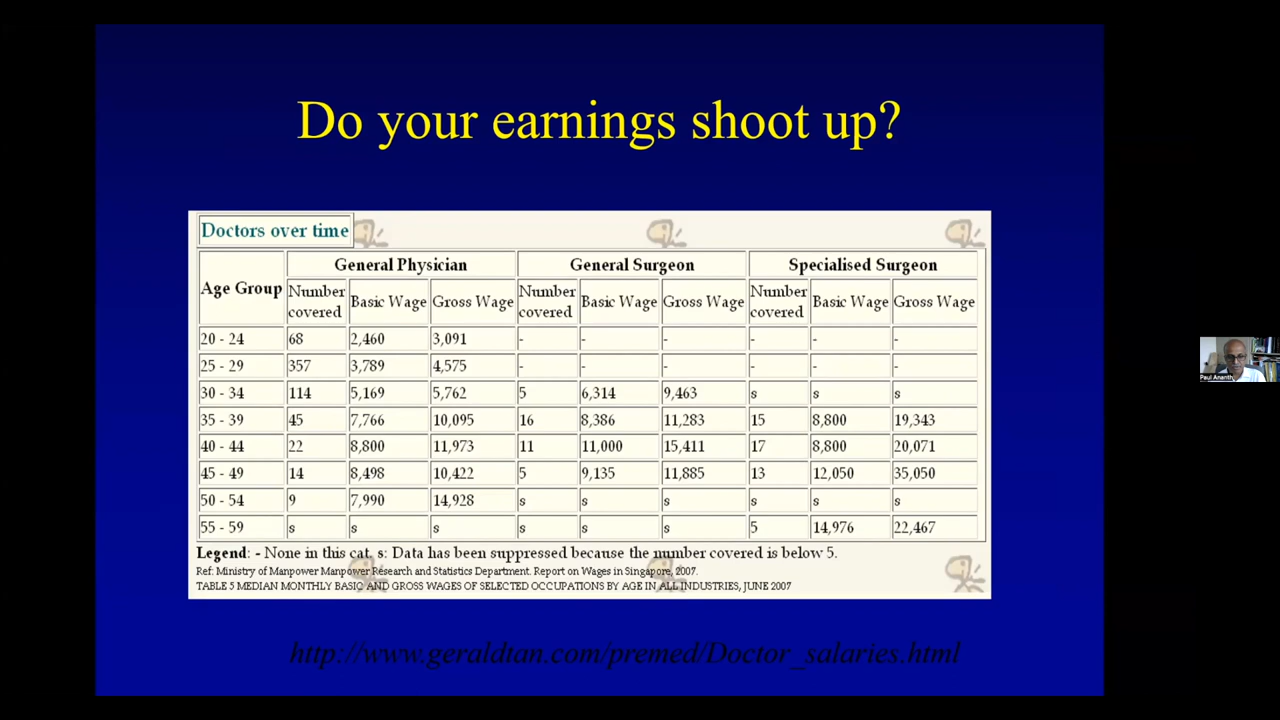 Do your earnings shoot up?
Doctors over time
Age Group General Physician General Surgeon Specialised Surgeon
Number covered Basic Wage Gross Wage Number covered Basic Wage Gross Wage Number covered Basic Wage Gross Wage
20 - 24 68 2,460 3,091 - - - - - -
25 - 29 357 3,789 4,575 - - - - - -
30 - 34 114 5,169 5,762 5 6,314 9,463 s s s
35 - 39 45 7,766 10,095 16 8,386 11,283 15 8,800 19,343
40 - 44 22 8,800 11,973 11 11,000 15,411 17 8,800 20,071
45 - 49 14 8,498 10,422 5 9,135 11,885 13 12,050 35,050
50 - 54 9 7,990 14,928 s s s s s s
55 - 59 s s s s s s 5 14,976 22,467
Legend: - None in this cat. s: Data has been suppressed because the number covered is below 5.
Ref: Ministry of Manpower Manpower Research and Statistics Department. Report on Wages in Singapore, 2007.
TABLE 5 MEDIAN MONTHLY BASIC AND GROSS WAGES OF SELECTED OCCUPATIONS BY AGE IN ALL INDUSTRIES, JUNE 2007
http://www.geraldtan.com/premed/Doctor_salaries.html
Paul Ananth